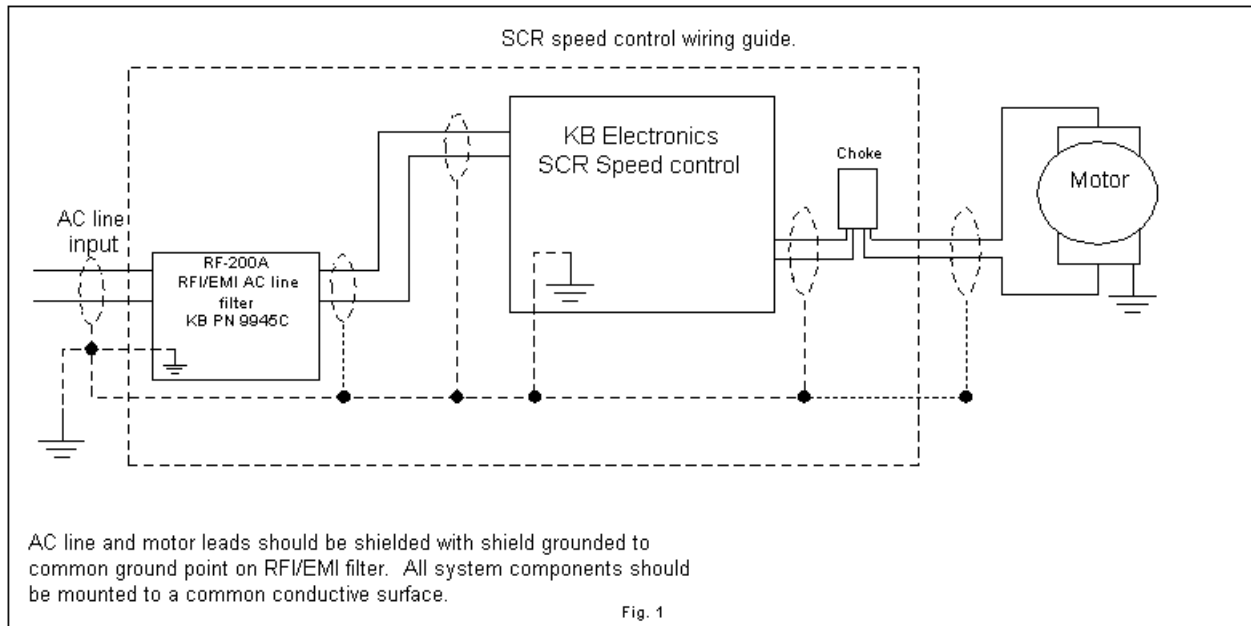 SCR speed control wiring guide.
KB Electronics
SCR Speed control
Choke
Motor
AC line
input
RF-200A
RFI/EMI AC line
filter
KB PN 9945C
AC line and motor leads should be shielded with shield grounded to
common ground point on RFI/EMI filter. All system components should
be mounted to a common conductive surface.
Fig. 1